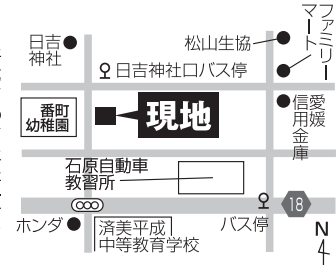 日吉
神社
松山生協
ファミリー
マート
日吉神社口バス停
番町
幼稚園
現地
愛媛
信用金庫
石原自動車
教習所
18
ホンダ
済美平成
中等教育学校
バス停
N
4